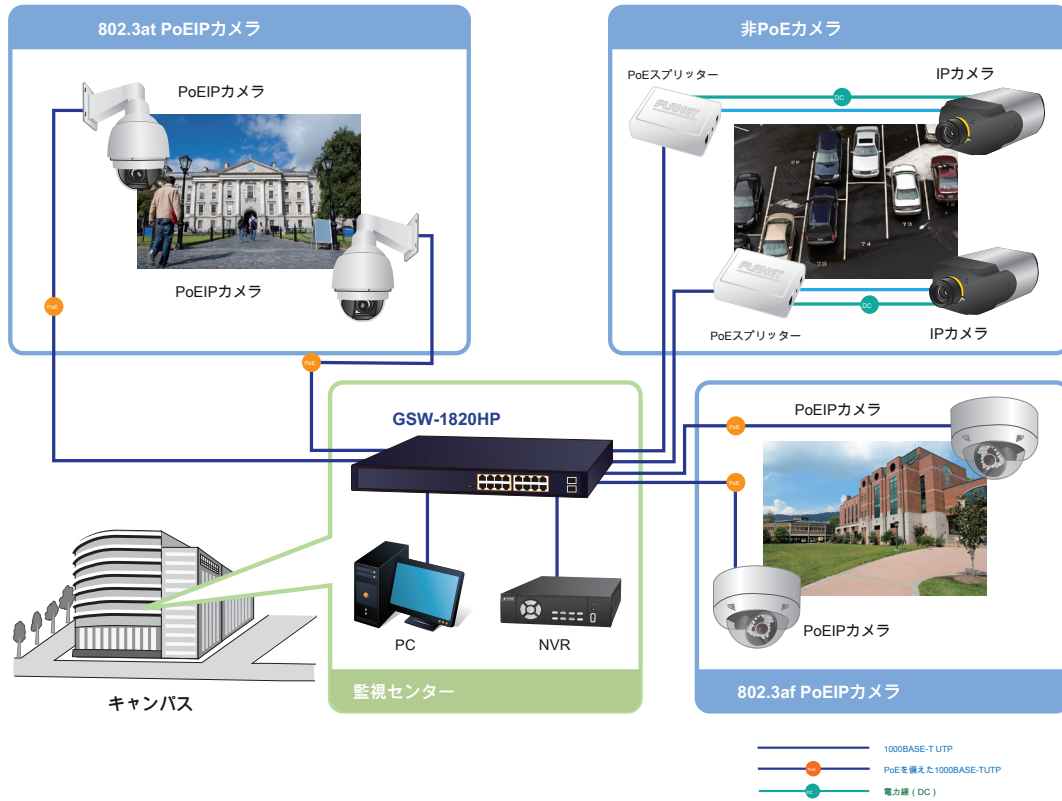 802.3at PoEIPカメラ
PoEIPカメラ
PoEIPカメラ
PoE
PoE
非PoEカメラ
PoEスプリッター
IPカメラ
DC
PLANET
PLANET
DC
PoEスプリッター
IPカメラ
GSW-1820HP
PC
NVR
監視センター
キャンパス
PoEIPカメラ
PoE
PoE
PoEIPカメラ
802.3af PoEIPカメラ
1000BASE-T UTP
PoE
PoEを備えた1000BASE-TUTP
DC
電力線（DC）